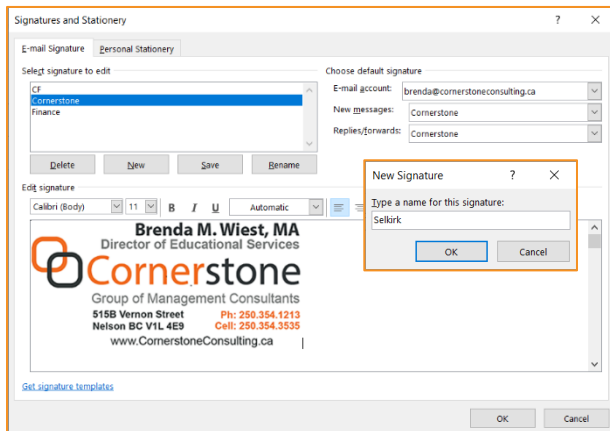 Signatures and Stationery ? X
E-mail Signature Personal Stationery
Select signature to edit
CF
Cornerstone
Finance
Delete New Save Rename
Choose default signature
E-mail account: brenda@cornerstoneconsulting.ca
New messages: Cornerstone
Replies/forwards: Cornerstone
New Signature ? X
Type a name for this signature:
Selkirk
OK Cancel
Edit signature
Calibri (Body) 11 B I U Automatic
Brenda M. Wiest, MA
Director of Educational Services
Cornerstone
Group of Management Consultants
515B Vernon Street Ph: 250.354.1213
Nelson BC V1L 4E9 Cell: 250.354.3535
www.CornerstoneConsulting.ca
Get signature templates
OK Cancel